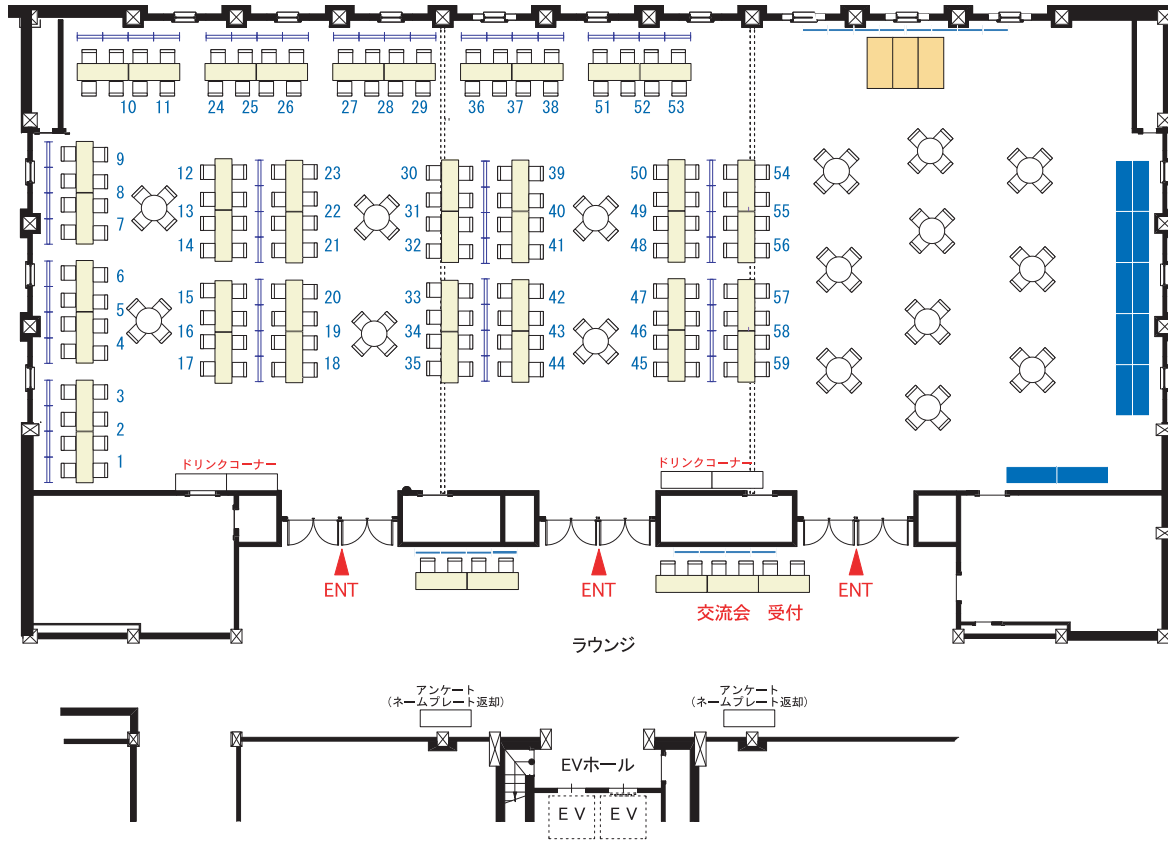 10 11 24 25 26 27 28 29 36 37 38 51 52 53
9 12 23 30 39 50 54
8 13 22 31 40 49 55
7 14 21 32 41 48 56
6 15 20 33 42 47 57
5 16 19 34 43 46 58
4 17 18 35 44 45 59
3
2
1
ドリンクコーナー ドリンクコーナー
ENT ENT ENT
交流会 受付
ラウンジ
アンケート アンケート
(ネームプレート返却) (ネームプレート返却)
EVホール
EV EV